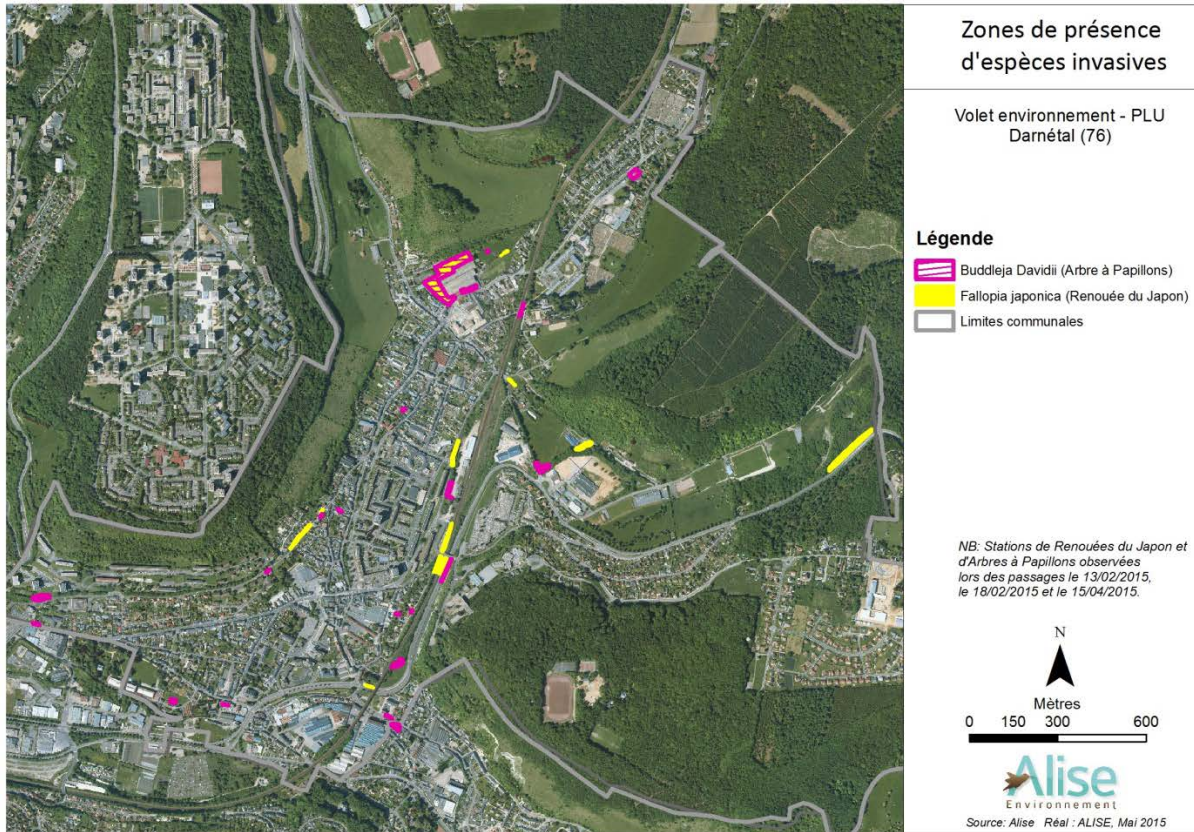 Zones de présence
d'espèces invasives
Volet environnement - PLU
Darnétal (76)
Légende
Buddleja Davidii (Arbre à Papillons)
Fallopia japonica (Renouée du Japon)
Limites communales
NB: Stations de Renouées du Japon et
d'Arbres à Papillons observées
lors des passages le 13/02/2015,
le 18/02/2015 et le 15/04/2015.
N
Mètres
0 150 300 600
Alise
Environnement
Source: Alise Réal : ALISE, Mai 2015